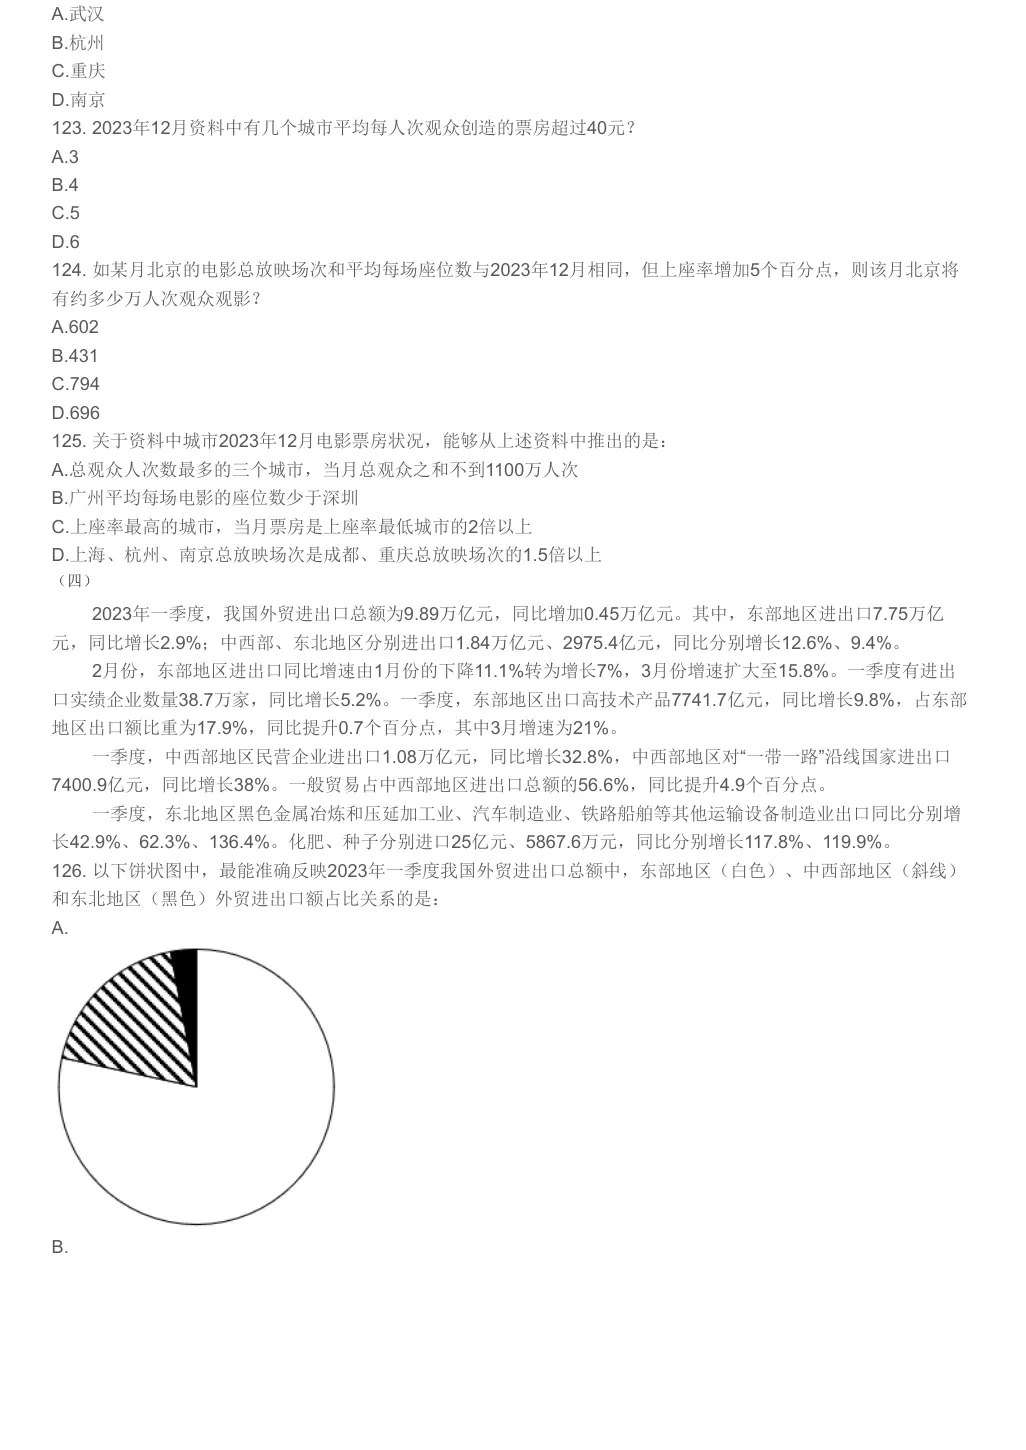 A.武汉
B.杭州
C.重庆
D.南京
123. 2023年12月资料中有几个城市平均每人次观众创造的票房超过40元？
A.3
B.4
C.5
D.6
124. 如某月北京的电影总放映场次和平均每场座位数与2023年12月相同，但上座率增加5个百分点，则该月北京将
有约多少万人次观众观影？
A.602
B.431
C.794
D.696
125. 关于资料中城市2023年12月电影票房状况，能够从上述资料中推出的是：
A.总观众人次数最多的三个城市，当月总观众之和不到1100万人次
B.广州平均每场电影的座位数少于深圳
C.上座率最高的城市，当月票房是上座率最低城市的2倍以上
D.上海、杭州、南京总放映场次是成都、重庆总放映场次的1.5倍以上
（四）
2023年一季度，我国外贸进出口总额为9.89万亿元，同比增加0.45万亿元。其中，东部地区进出口7.75万亿
元，同比增长2.9%；中西部、东北地区分别进出口1.84万亿元、2975.4亿元，同比分别增长12.6%、9.4%。
2月份，东部地区进出口同比增速由1月份的下降11.1%转为增长7%，3月份增速扩大至15.8%。一季度有进出
口实绩企业数量38.7万家，同比增长5.2%。一季度，东部地区出口高技术产品7741.7亿元，同比增长9.8%，占东部
地区出口额比重为17.9%，同比提升0.7个百分点，其中3月增速为21%。
一季度，中西部地区民营企业进出口1.08万亿元，同比增长32.8%，中西部地区对“一带一路”沿线国家进出口
7400.9亿元，同比增长38%。一般贸易占中西部地区进出口总额的56.6%，同比提升4.9个百分点。
一季度，东北地区黑色金属冶炼和压延加工业、汽车制造业、铁路船舶等其他运输设备制造业出口同比分别增
长42.9%、62.3%、136.4%。化肥、种子分别进口25亿元、5867.6万元，同比分别增长117.8%、119.9%。
126. 以下饼状图中，最能准确反映2023年一季度我国外贸进出口总额中，东部地区（白色）、中西部地区（斜线）
和东北地区（黑色）外贸进出口额占比关系的是：
A.
B.